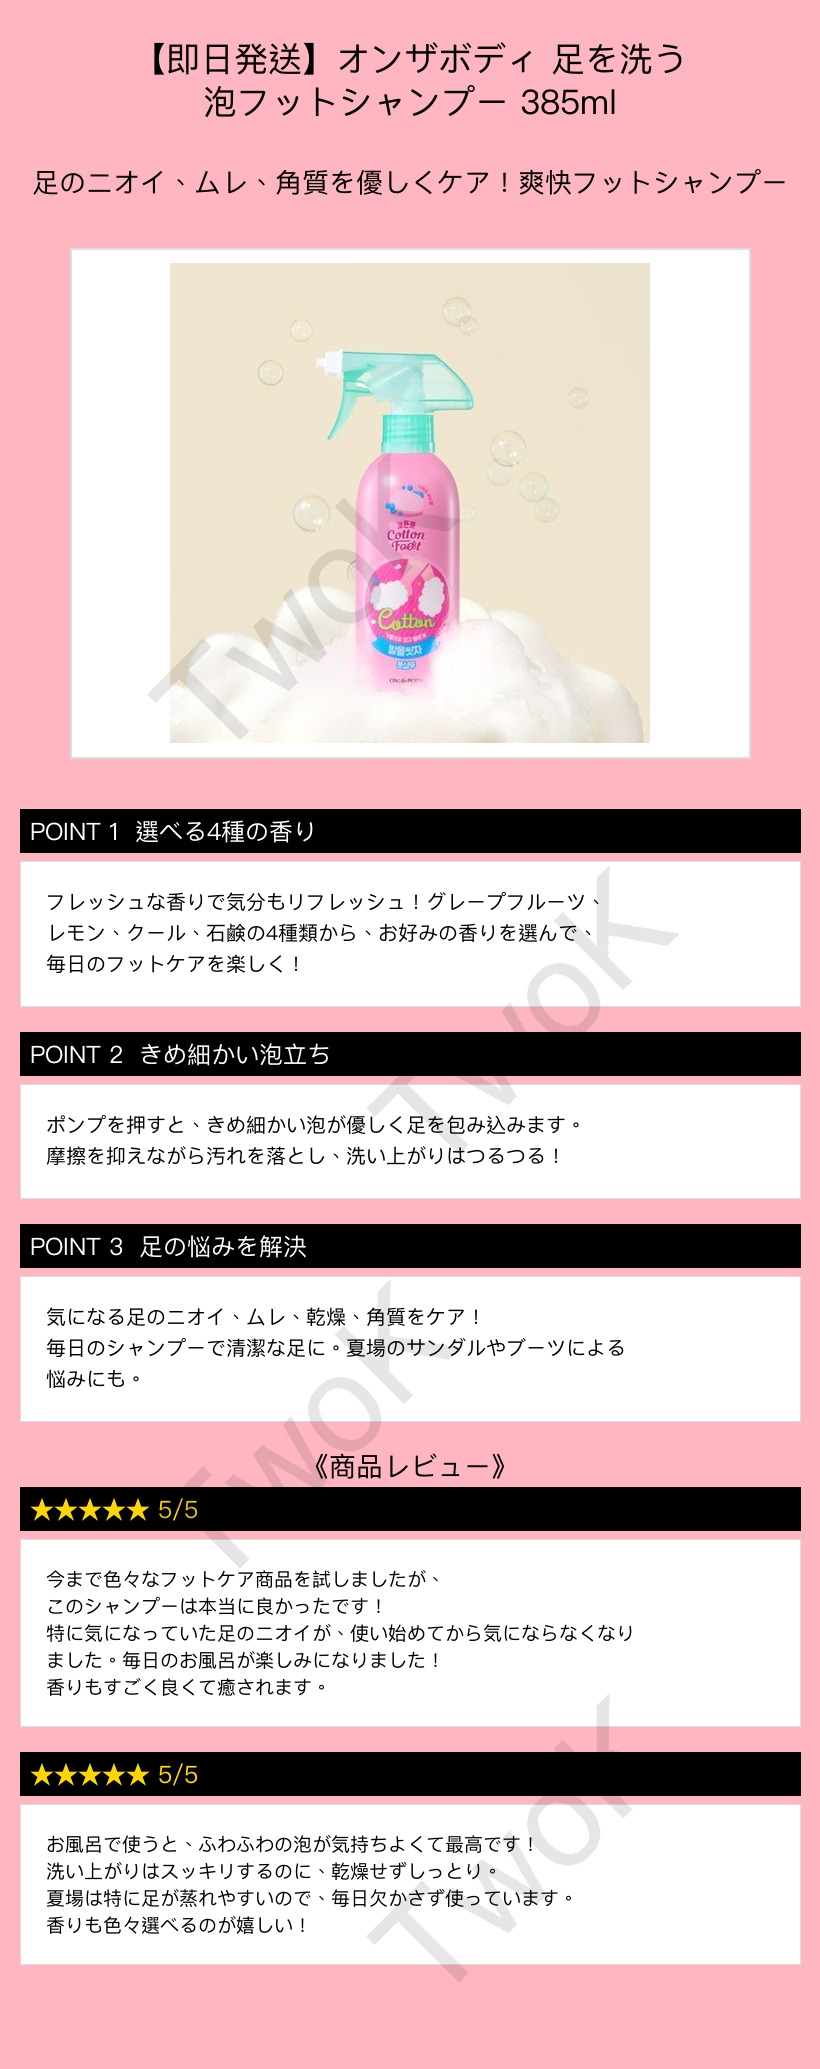 【即日発送】オンザボディ 足を洗う
泡フットシャンプー 385ml
足のニオイ、ムレ、角質を優しくケア！爽快フットシャンプー
코튼풋
Cotton
Foot
Cotton
발을씻자
풋샴푸
ON: THE BODY
POINT 1 選べる4種の香り
フレッシュな香りで気分もリフレッシュ！グレープフルーツ、
レモン、クール、石鹸の4種類から、お好みの香りを選んで、
毎日のフットケアを楽しく！
POINT 2 きめ細かい泡立ち
ポンプを押すと、きめ細かい泡が優しく足を包み込みます。
摩擦を抑えながら汚れを落とし、洗い上がりはつるつる！
POINT 3 足の悩みを解決
気になる足のニオイ、ムレ、乾燥、角質をケア！
毎日のシャンプーで清潔な足に。夏場のサンダルやブーツによる
悩みにも。
《商品レビュー》
★★★★★ 5/5
今まで色々なフットケア商品を試しましたが、
このシャンプーは本当に良かったです！
特に気になっていた足のニオイが、使い始めてから気にならなくなり
ました。毎日のお風呂が楽しみになりました！
香りもすごく良くて癒されます。
★★★★★ 5/5
お風呂で使うと、ふわふわの泡が気持ちよくて最高です！
洗い上がりはスッキリするのに、乾燥せずしっとり。
夏場は特に足が蒸れやすいので、毎日欠かさず使っています。
香りも色々選べるのが嬉しい！
TwoK
TwoK
TwoK
TwoK